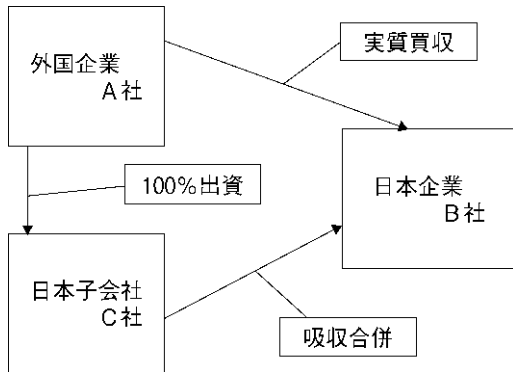 外国企業
A社
実質買収
100%出資
日本企業
B社
日本子会社
C社
吸収合併